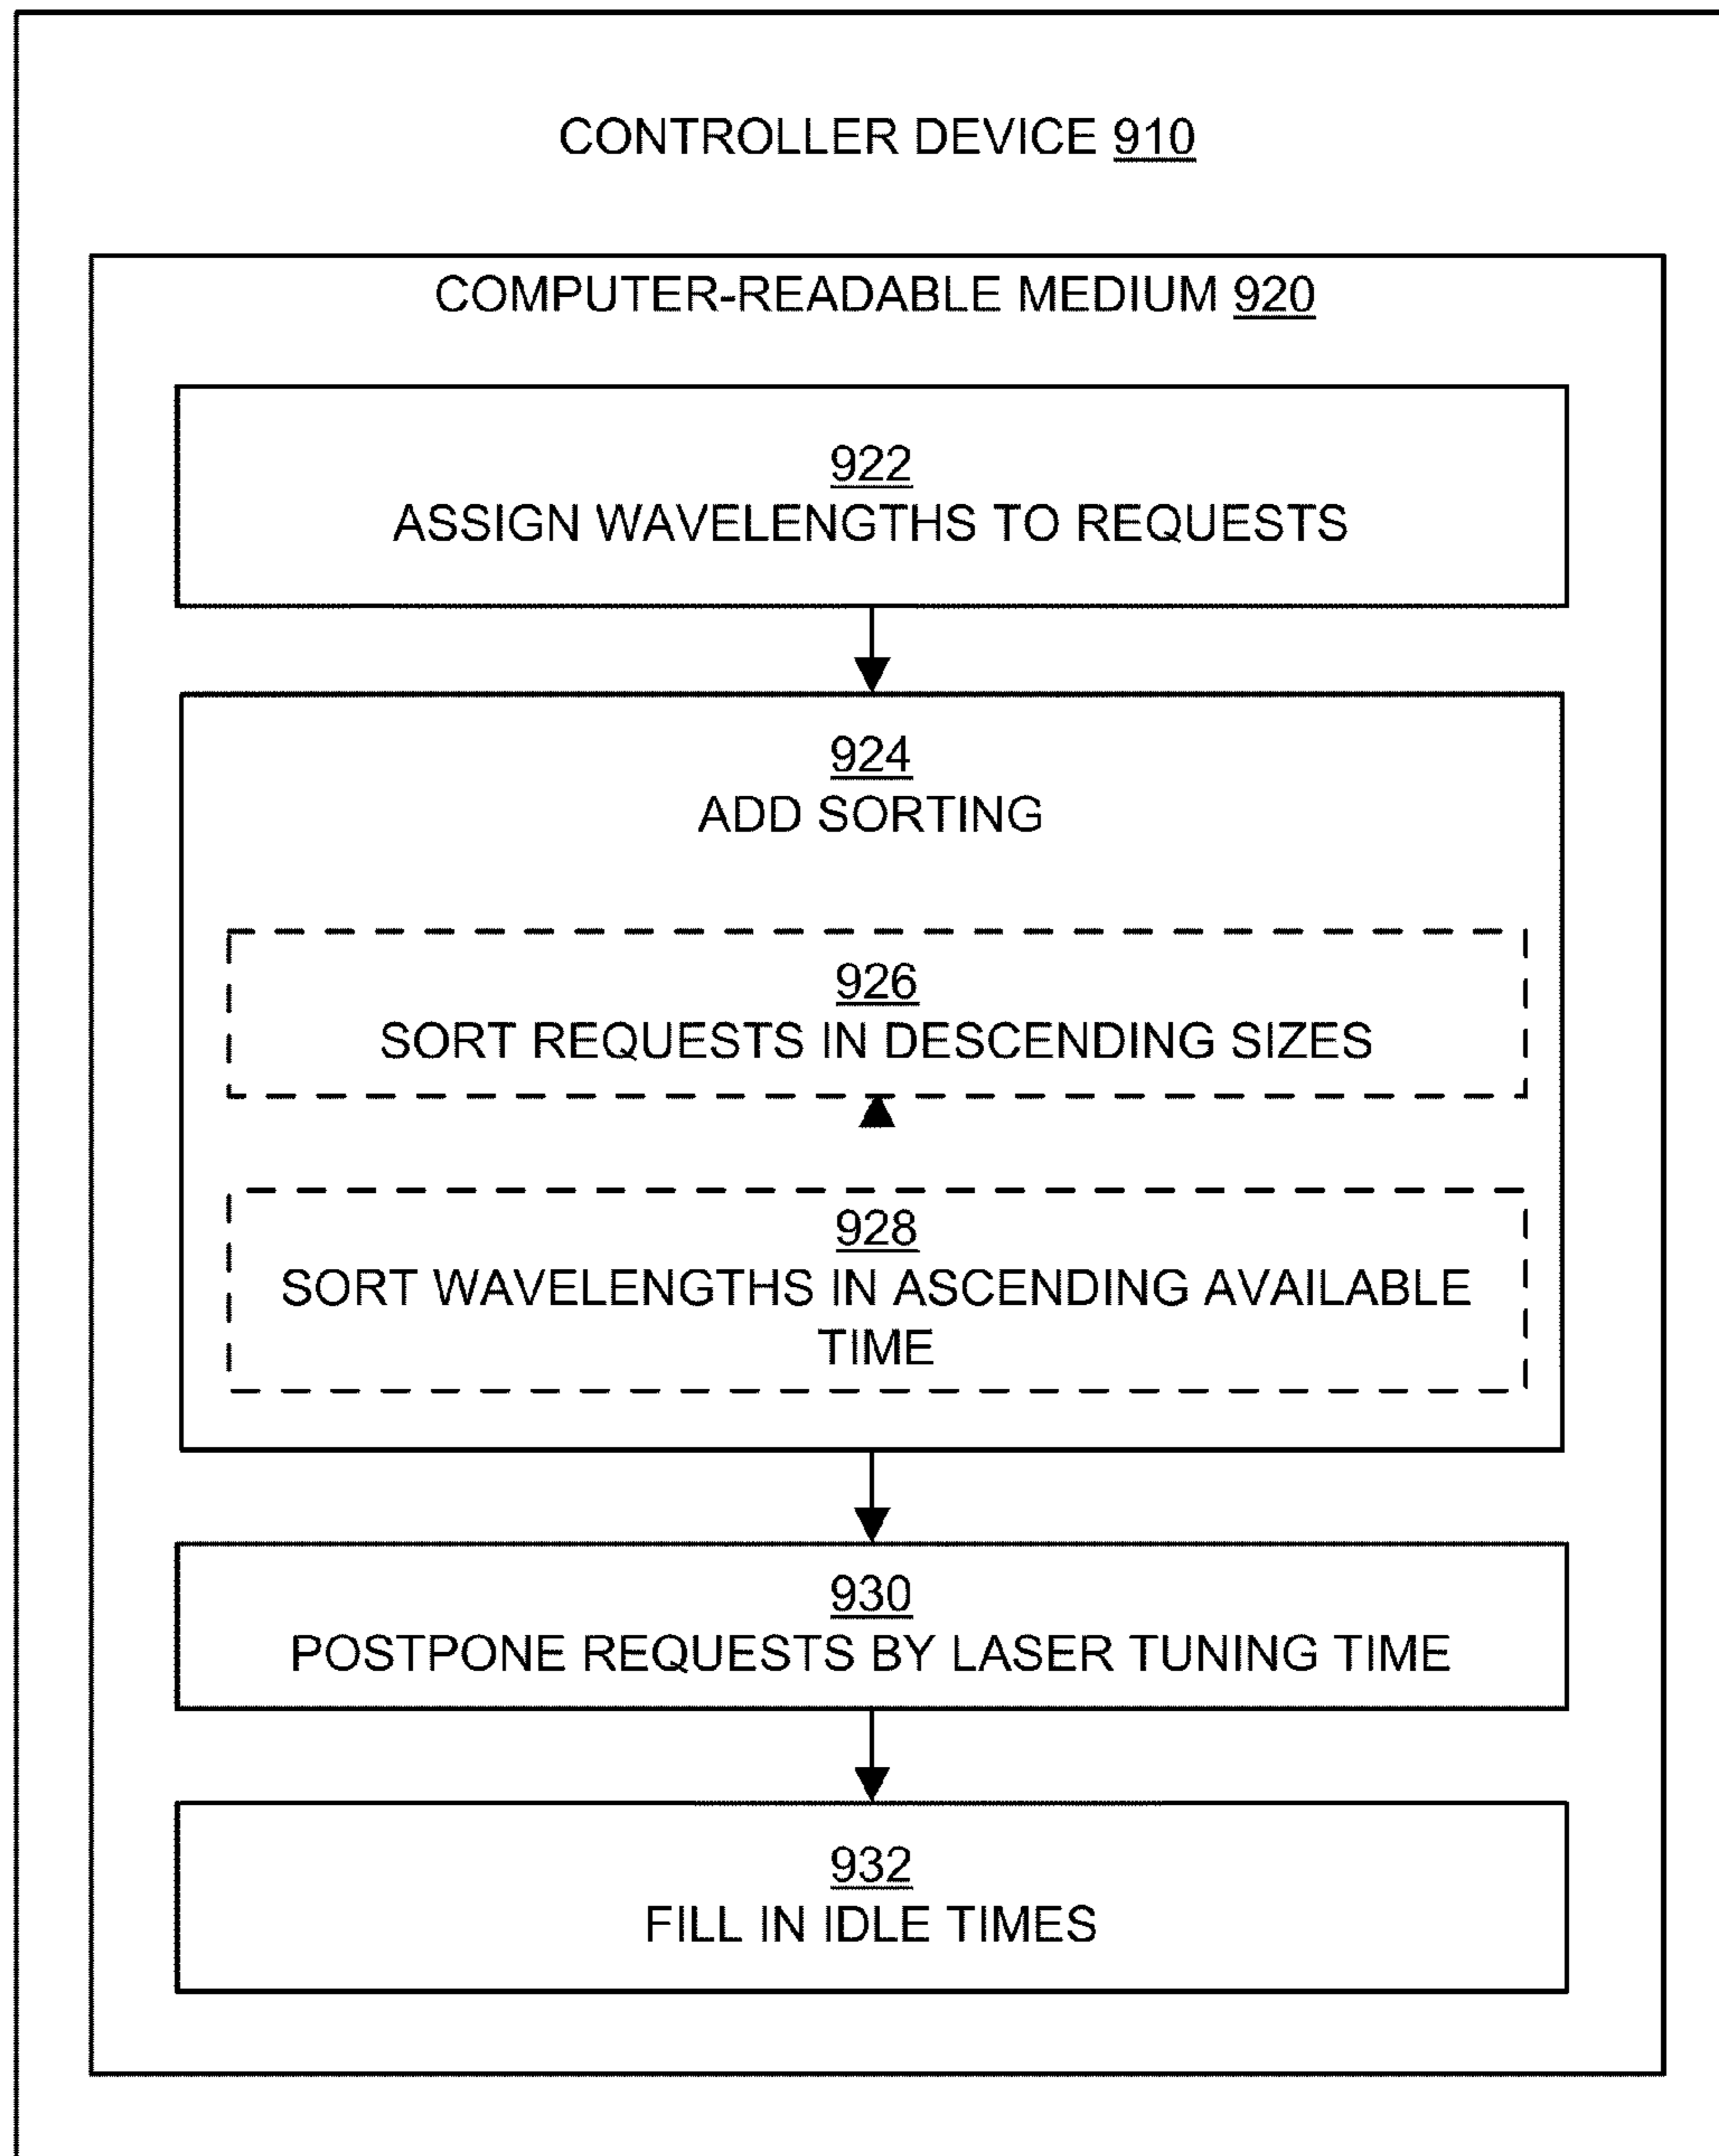 CONTROLLER DEVICE 910
COMPUTER-READABLE MEDIUM 920
922
ASSIGN WAVELENGTHS TO REQUESTS
924
ADD SORTING
926
SORT REQUESTS IN DESCENDING SIZES
928
SORT WAVELENGTHS IN ASCENDING AVAILABLE
TIME
930
POSTPONE REQUESTS BY LASER TUNING TIME
932
FILL IN IDLE TIMES